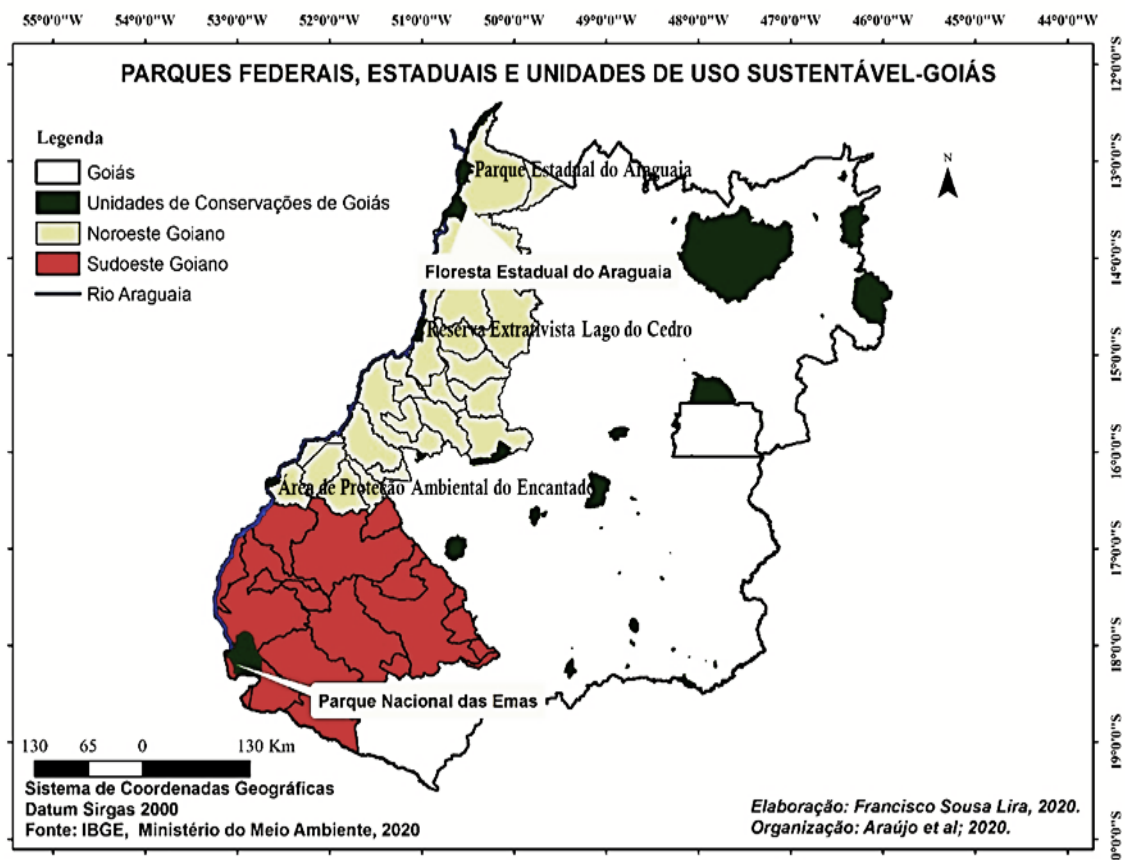 55°0'0"W 54°0'0"W 53°0'0"W 52°0'0"W 51°0'0"W 50°0'0"W 49°0'0"W 48°0'0"W 47°0'0"W 46°0'0"W 45°0'0"W 44°0'0"W
PARQUES FEDERAIS, ESTADUAIS E UNIDADES DE USO SUSTENTÁVEL-GOIÁS
Legenda
Goiás
Unidades de Conservações de Goiás
Noroeste Goiano
Sudoeste Goiano
Rio Araguaia
N
Parque Estadual do Araguaia
Floresta Estadual do Araguaia
Reserva Extrativista Lago do Cedro
Área de Proteção Ambiental do Encantado
Parque Nacional das Emas
12°0'0"S
13°0'0"S
14°0'0"S
15°0'0"S
16°0'0"S
17°0'0"S
18°0'0"S
19°0'0"S
130 65 0 130 Km
Sistema de Coordenadas Geográficas
Datum Sirgas 2000
Fonte: IBGE, Ministério do Meio Ambiente, 2020
Elaboração: Francisco Sousa Lira, 2020.
Organização: Araújo et al; 2020.